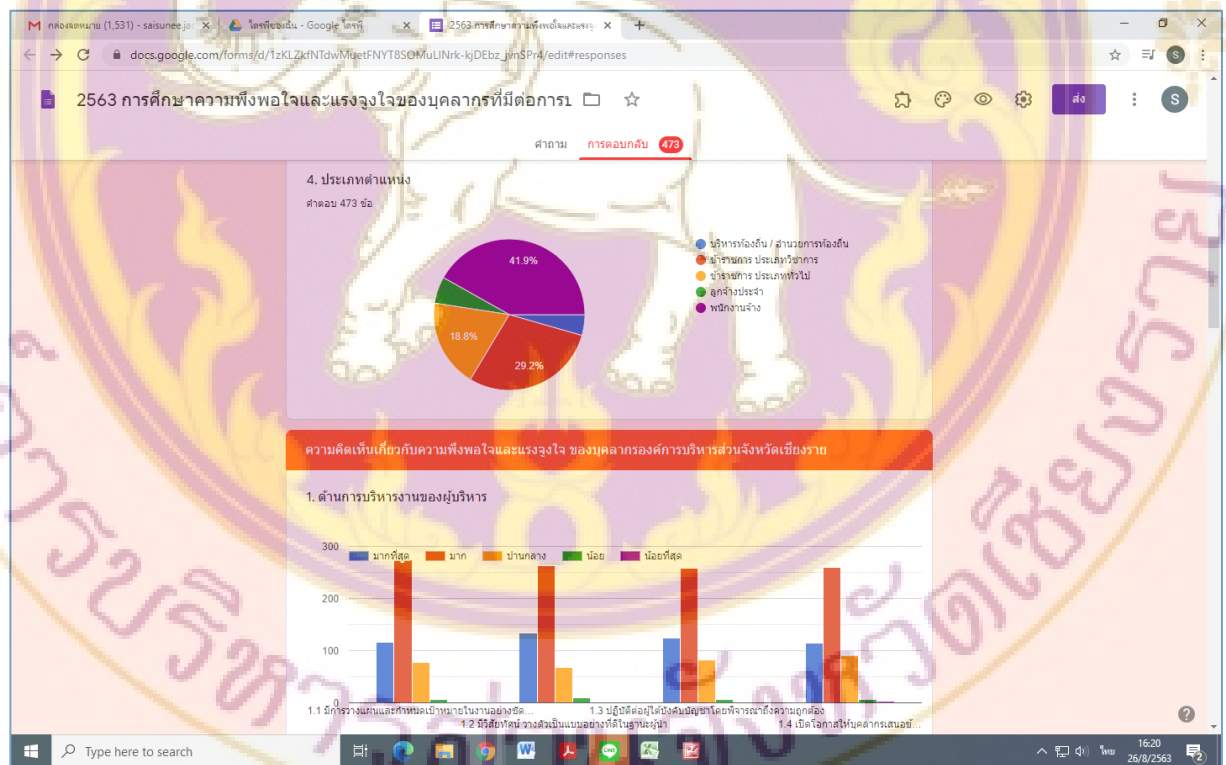 กล่องจดหมาย (1,531) - saisunee.ja
ไดรฟ์ของฉัน - Google ไดรฟ์
2563 การศึกษาความพึงพอใจและแรงจู
docs.google.com/forms/d/1zKLZkfNTdwMuetFNYT8SOMuLINrk-kjDEbz_jvnSPr4/edit#responses
2563 การศึกษาความพึงพอใจและแรงจูงใจของบุคลากรที่มีต่อการบ
ส่ง
S
คำถาม การตอบกลับ 473
4. ประเภทตำแหน่ง
คำตอบ 473 ข้อ
41.9%
18.8%
29.2%
บริหารท้องถิ่น / อำนวยการท้องถิ่น
ข้าราชการ ประเภทวิชาการ
ข้าราชการ ประเภททั่วไป
ลูกจ้างประจำ
พนักงานจ้าง
ความคิดเห็นเกี่ยวกับความพึงพอใจและแรงจูงใจ ของบุคลากรองค์การบริหารส่วนจังหวัดเชียงราย
1. ด้านการบริหารงานของผู้บริหาร
มากที่สุด มาก ปานกลาง น้อย น้อยที่สุด
300
200
100
0
1.1 มีการวางแผนและกำหนดเป้าหมายในงานอย่างชัด...
1.2 มีวิสัยทัศน์ วางตัวเป็นแบบอย่างที่ดีในฐานะผู้นำ
1.3 ปฏิบัติต่อผู้ใต้บังคับบัญชาโดยพิจารณาถึงความถูกต้อง
1.4 เปิดโอกาสให้บุคลากรเสนอข้...
Type here to search
ไทย
16:20
26/8/2563